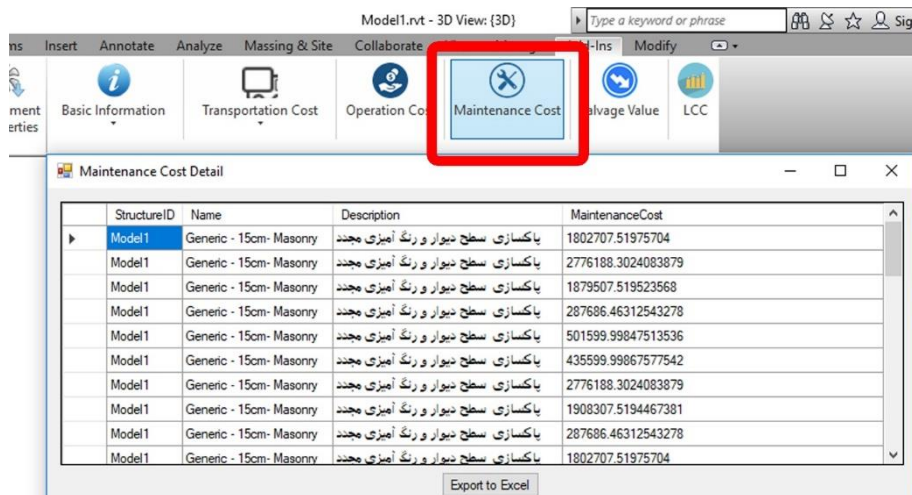 Model1.rvt - 3D View: {3D} Type a keyword or phrase Sig
ms Insert Annotate Analyze Massing & Site Collaborate Modify
ment Basic Information Transportation Cost Operation Co Maintenance Cost alvage Value LCC
erties
Maintenance Cost Detail
StructureID Name Description MaintenanceCost
Model1 Generic - 15cm- Masonry پاکسازی سطح دیوار و رنگ آمیزی مجدد 1802707.51975704
Model1 Generic - 15cm- Masonry پاکسازی سطح دیوار و رنگ آمیزی مجدد 2776188.3024083879
Model1 Generic - 15cm- Masonry پاکسازی سطح دیوار و رنگ آمیزی مجدد 1879507.519523568
Model1 Generic - 15cm- Masonry پاکسازی سطح دیوار و رنگ آمیزی مجدد 287686.46312543278
Model1 Generic - 15cm- Masonry پاکسازی سطح دیوار و رنگ آمیزی مجدد 501599.99847513536
Model1 Generic - 15cm- Masonry پاکسازی سطح دیوار و رنگ آمیزی مجدد 435599.99867577542
Model1 Generic - 15cm- Masonry پاکسازی سطح دیوار و رنگ آمیزی مجدد 2776188.3024083879
Model1 Generic - 15cm- Masonry پاکسازی سطح دیوار و رنگ آمیزی مجدد 1908307.5194467381
Model1 Generic - 15cm- Masonry پاکسازی سطح دیوار و رنگ آمیزی مجدد 287686.46312543278
Model1 Generic - 15cm- Masonry پاکسازی سطح دیوار و رنگ آمیزی مجدد 1802707.51975704
Export to Excel